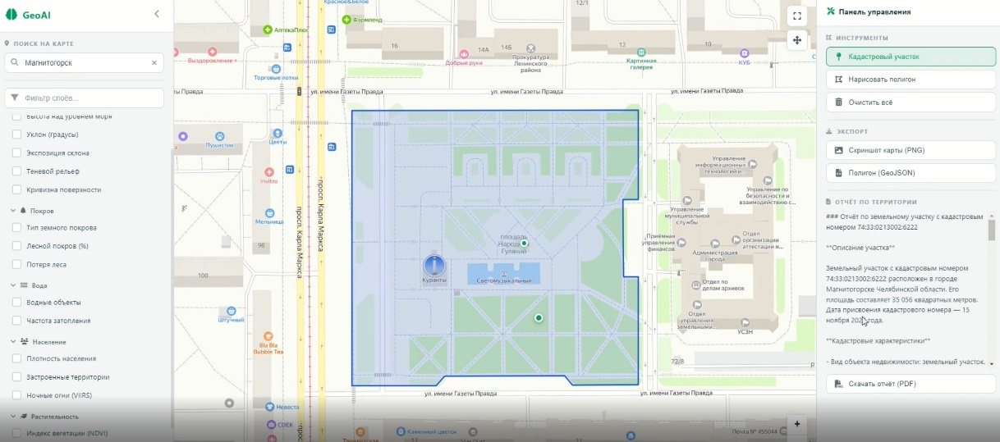 GeoAI
ПОИСК НА КАРТЕ
Магнитогорск
Фильтр слоёв...
Высота над уровнем моря
Уклон (градусы)
Экспозиция склона
Теневой рельеф
Кривизна поверхности
Покров
Тип земного покрова
Лесной покров (%)
Потеря леса
Вода
Водные объекты
Частота затопления
Население
Плотность населения
Застроенные территории
Ночные огни (VIIRS)
Растительность
Индекс вегетации (NDVI)
Красное&Белое
Фармленд
АптекаПлюс
Выздоровление +
Торговые ряды
16
14А
14Б
Добрые руки
Прокуратура
Ленинского
района
12/1
12
Картинная
галерея
10
КУБ
ты Правда
ул. имени Газеты Правда
ул. имени Газеты Правда
ул. имени Газеты Правда
Пушистик
Цветы
Invitro
Мельница
98
100
Штучный
Bla Bla
Bubble Tea
Невеста
СДЕК
просп. Карла Маркса
просп. Карла Маркса
площадь
Народных
Гуляний
Куранты
Светомузыкальный
Управление
информационных
технологий и...
Управление по
безопасности и
взаимодействию с...
Управление
муниципальной
службы
Приёмная
управления
финансов
Отдел
организации
аттестации и...
Администрация
города
Отдел по
делам архивов
Отдел
управления
земельными...
УСЗН
72/8
ул. имени Газеты Правда
ул. имени Газеты Правда
Каменный цветок
11
Почта № 455044
Панель управления
ИНСТРУМЕНТЫ
Кадастровый участок
Нарисовать полигон
Очистить всё
ЭКСПОРТ
Скриншот карты (PNG)
Полигон (GeoJSON)
ОТЧЁТ ПО ТЕРРИТОРИИ
### Отчёт по земельному участку с кадастровым
номером 74:33:0213002:6222
**Описание участка**
Земельный участок с кадастровым номером
74:33:0213002:6222 расположен в городе
Магнитогорске Челябинской области. Его
площадь составляет 35 056 квадратных метров.
Дата присвоения кадастрового номера — 15
ноября года.
**Кадастровые характеристики**
- Вид объекта недвижимости: земельный участок.
Скачать отчёт (PDF)